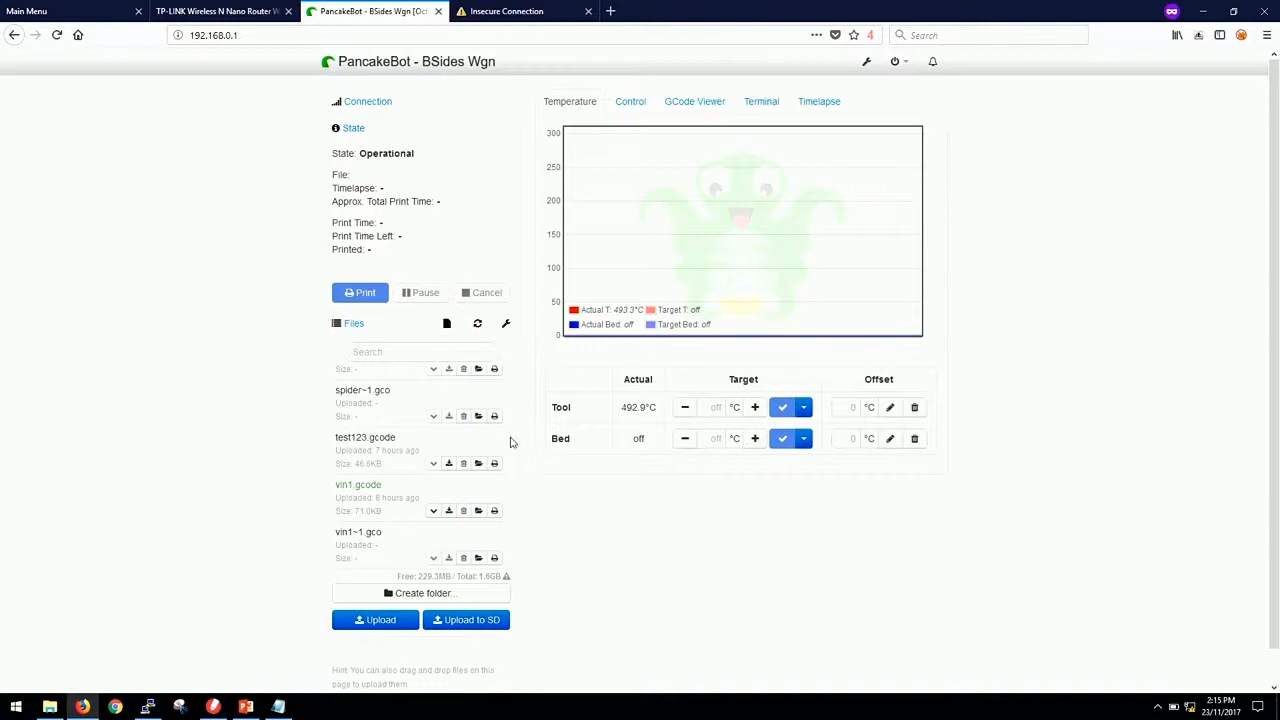 Main Menu
TP-LINK Wireless N Nano Router W
PancakeBot - BSides Wgn [Oct
Insecure Connection
192.168.0.1
4
Search
PancakeBot - BSides Wgn
Connection
State
State: Operational
File:
Timelapse: -
Approx. Total Print Time: -
Print Time: -
Print Time Left: -
Printed: -
Print
Pause
Cancel
Files
Search
Size: -
spider~1.gco
Uploaded: -
Size: -
test123.gcode
Uploaded: 7 hours ago
Size: 46.6KB
vin1.gcode
Uploaded: 8 hours ago
Size: 71.0KB
vin1~1.gco
Uploaded: -
Size: -
Free: 229.3MB / Total: 1.6GB
Create folder...
Upload
Upload to SD
Hint: You can also drag and drop files on this
page to upload them
Temperature
Control
GCode Viewer
Terminal
Timelapse
300
250
200
150
100
50
0
Actual T: 493.3°C
Target T: off
Actual Bed: off
Target Bed: off
Actual
Target
Offset
Tool
492.9°C
off °C
0 °C
Bed
off
off °C
0 °C
2:15 PM
23/11/2017